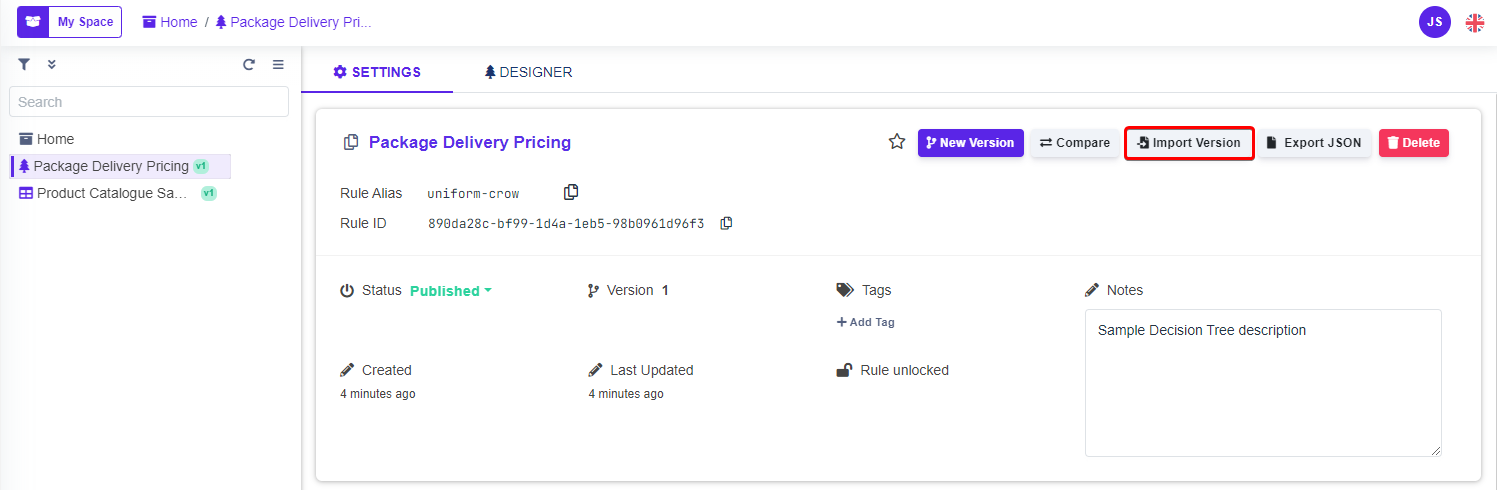 My Space Home / Package Delivery Pri... JS
SETTINGS DESIGNER
Search
Home
Package Delivery Pricing v1
Product Catalogue Sa... v1
Package Delivery Pricing New Version Compare Import Version Export JSON Delete
Rule Alias uniform-crow
Rule ID 890da28c-bf99-1d4a-1eb5-98b0961d96f3
Status Published Version 1 Tags Notes
Add Tag
Sample Decision Tree description
Created Last Updated Rule unlocked
4 minutes ago 4 minutes ago